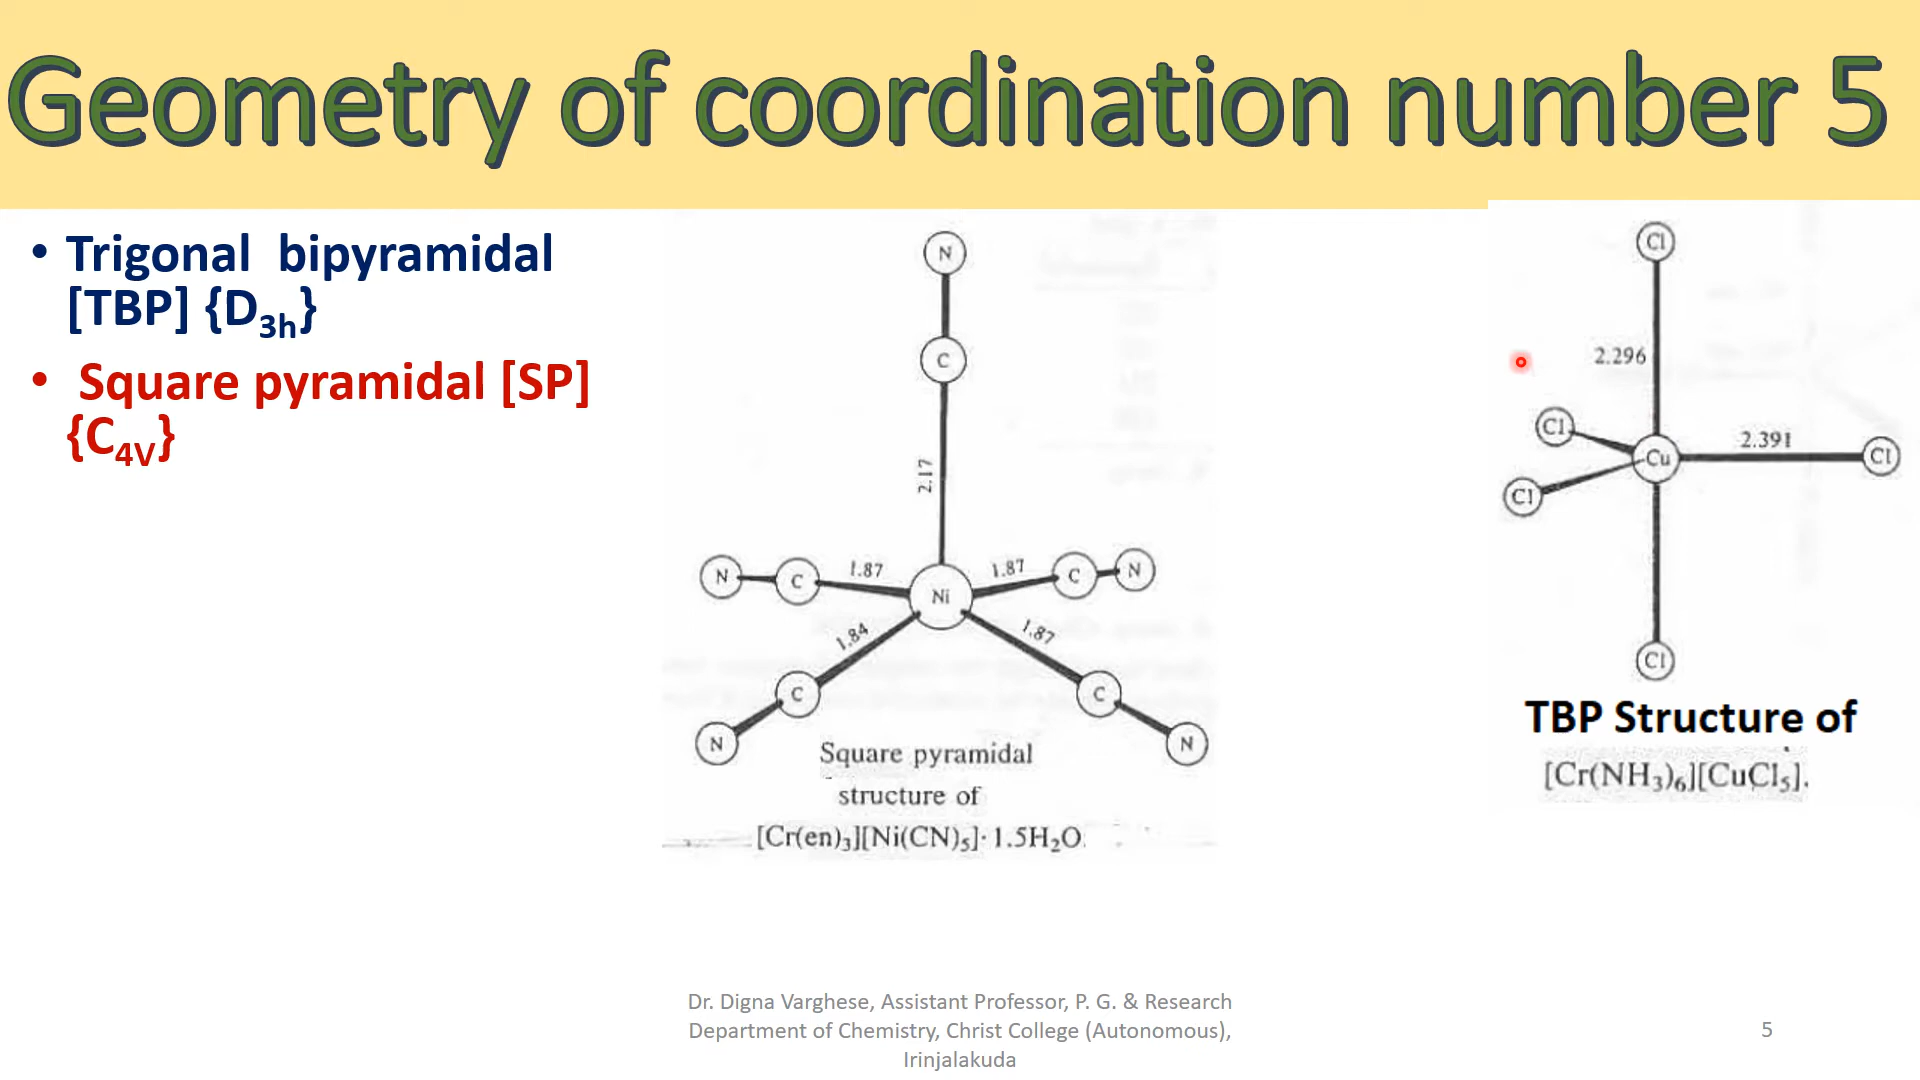 Geometry of coordination number 5
• Trigonal bipyramidal
[TBP] {D3h}
• Square pyramidal [SP]
{C4V}
N
C
2.17
N C 1.87 Ni 1.87 C N
1.84 1.87
C C
N N
Square pyramidal
structure of
[Cr(en)3][Ni(CN)5]·1.5H2O.
Cl
2.296
Cl
2.391
Cu Cl
Cl
Cl
TBP Structure of
[Cr(NH3)6][CuCl5].
Dr. Digna Varghese, Assistant Professor, P. G. & Research
Department of Chemistry, Christ College (Autonomous),
Irinjalakuda
5